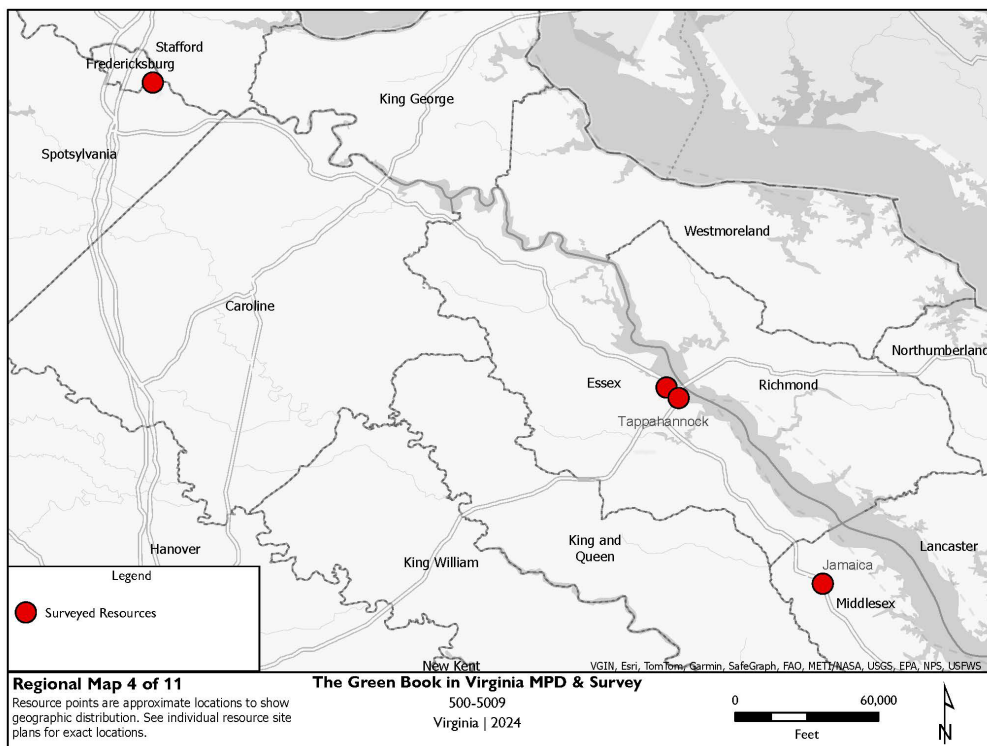 Stafford
Fredericksburg
King George
Spotsylvania
Westmoreland
Caroline
Northumberland
Essex
Richmond
Tappahannock
Hanover
King William
King and
Queen
Lancaster
Jamaica
Middlesex
New Kent
Legend
Surveyed Resources
VGIN, Esri, TomTom, Garmin, SafeGraph, FAO, METI/NASA, USGS, EPA, NPS, USFWS
Regional Map 4 of 11
Resource points are approximate locations to show
geographic distribution. See individual resource site
plans for exact locations.
The Green Book in Virginia MPD & Survey
500-5009
Virginia | 2024
0 60,000
Feet
N